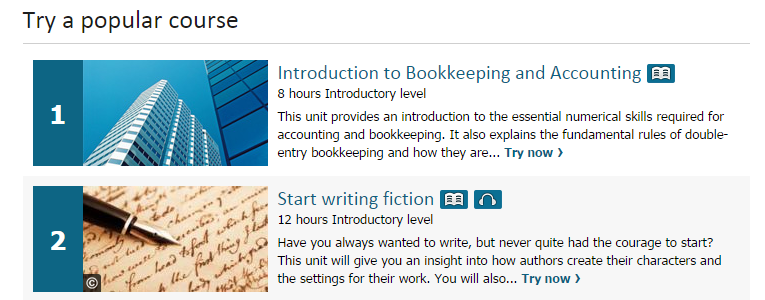 Try a popular course
1
Introduction to Bookkeeping and Accounting
8 hours Introductory level
This unit provides an introduction to the essential numerical skills required for
accounting and bookkeeping. It also explains the fundamental rules of double-
entry bookkeeping and how they are... Try now ›
2
©
Start writing fiction
12 hours Introductory level
Have you always wanted to write, but never quite had the courage to start?
This unit will give you an insight into how authors create their characters and
the settings for their work. You will also... Try now ›